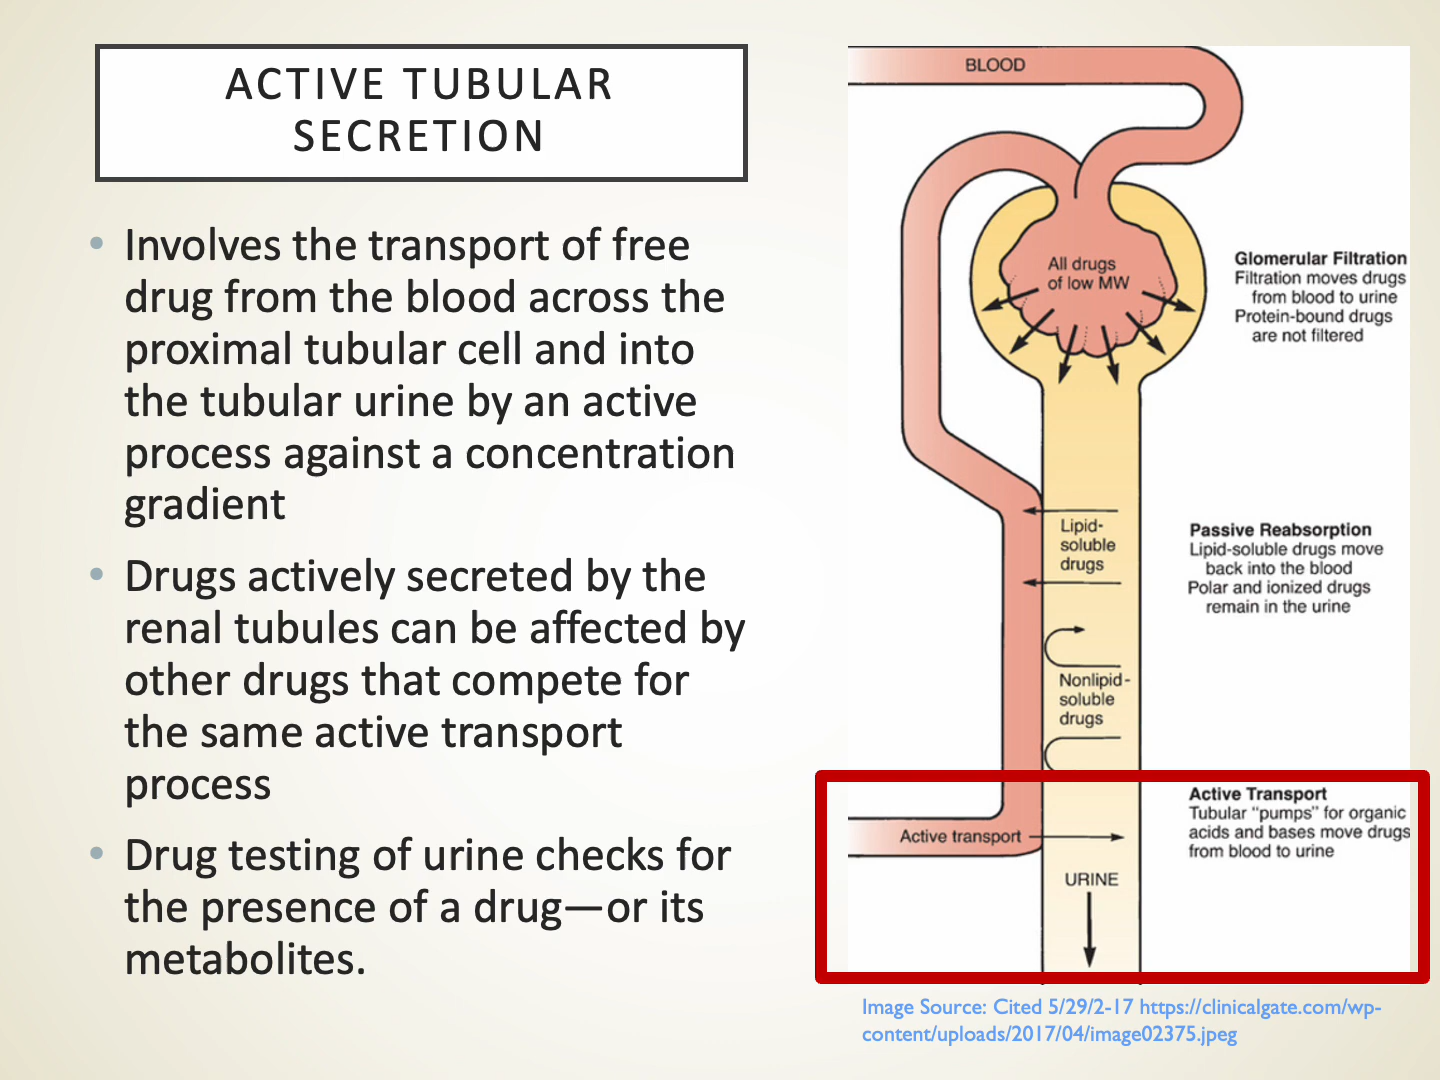 ACTIVE TUBULAR
SECRETION
• Involves the transport of free
drug from the blood across the
proximal tubular cell and into
the tubular urine by an active
process against a concentration
gradient
• Drugs actively secreted by the
renal tubules can be affected by
other drugs that compete for
the same active transport
process
• Drug testing of urine checks for
the presence of a drug—or its
metabolites.
BLOOD
All drugs
of low MW
Glomerular Filtration
Filtration moves drugs
from blood to urine
Protein-bound drugs
are not filtered
Lipid-
soluble
drugs
Passive Reabsorption
Lipid-soluble drugs move
back into the blood
Polar and ionized drugs
remain in the urine
Nonlipid-
soluble
drugs
Active Transport
Tubular “pumps” for organic
acids and bases move drugs
from blood to urine
Active transport
URINE
Image Source: Cited 5/29/2-17 https://clinicalgate.com/wp-
content/uploads/2017/04/image02375.jpeg